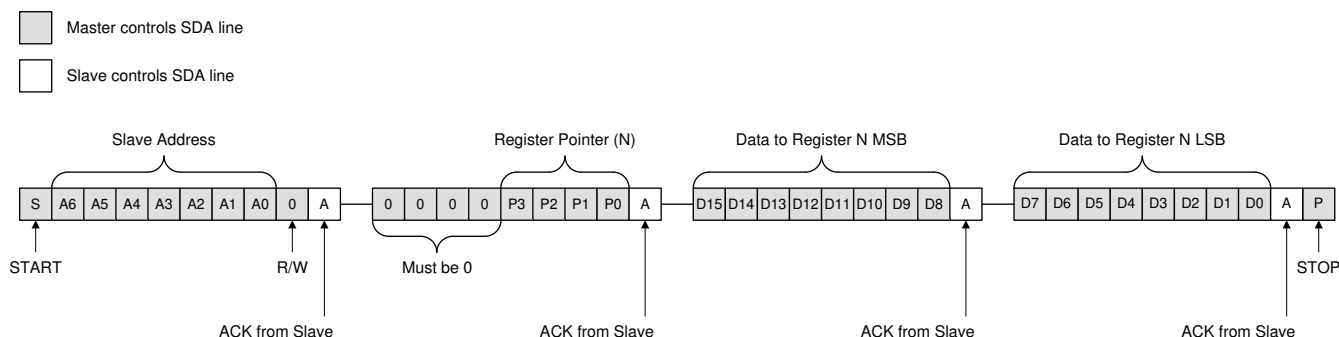 Master controls SDA line
Slave controls SDA line
Slave Address
Register Pointer (N)
Data to Register N MSB
Data to Register N LSB
S A6 A5 A4 A3 A2 A1 A0 0 A 0 0 0 0 P3 P2 P1 P0 A D15 D14 D13 D12 D11 D10 D9 D8 A D7 D6 D5 D4 D3 D2 D1 D0 A P
START
R/W
Must be 0
STOP
ACK from Slave
ACK from Slave
ACK from Slave
ACK from Slave